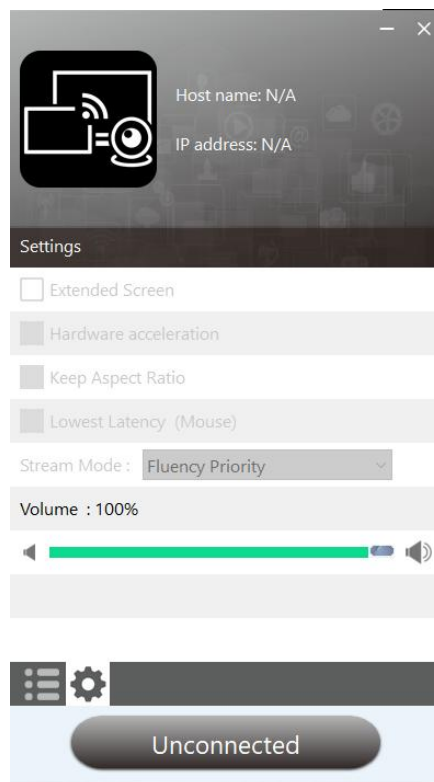 Host name: N/A
IP address: N/A
Settings
Extended Screen
Hardware acceleration
Keep Aspect Ratio
Lowest Latency (Mouse)
Stream Mode : Fluency Priority
Volume : 100%
Unconnected